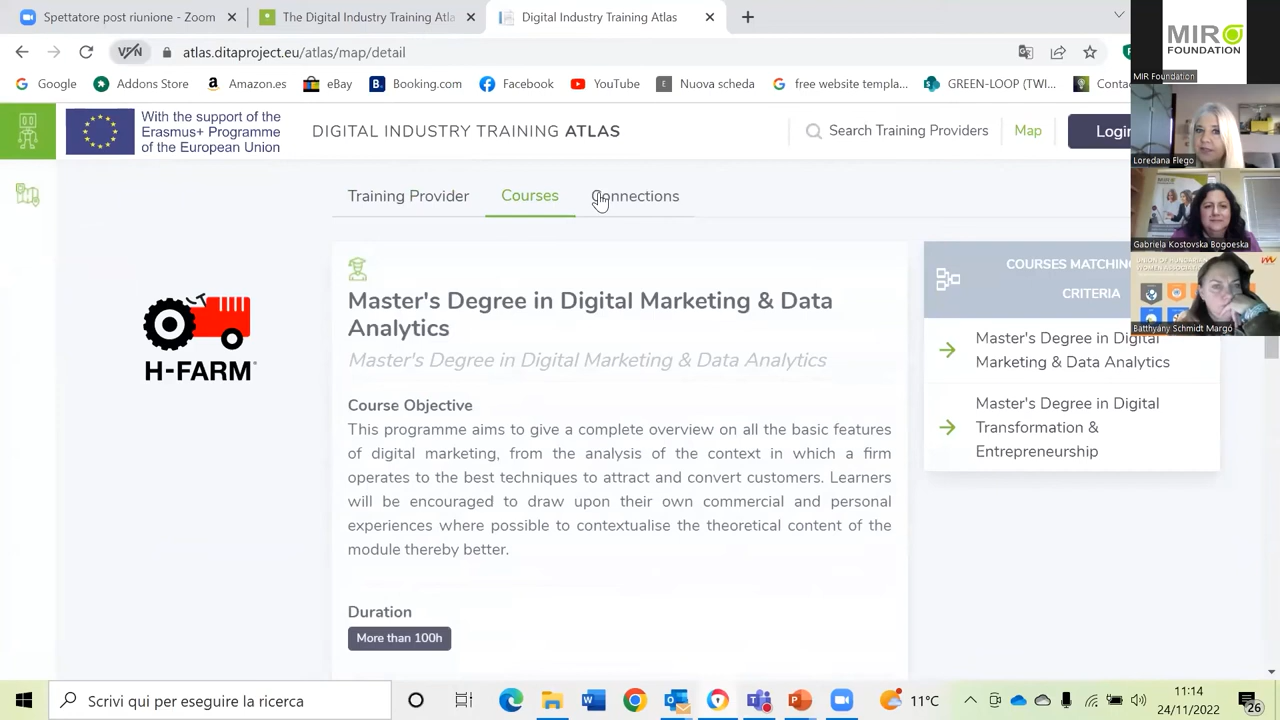 Spettatore post riunione - Zoom
The Digital Industry Training Atla
Digital Industry Training Atlas
VPN
atlas.ditaproject.eu/atlas/map/detail
Google
Addons Store
Amazon.es
eBay
Booking.com
Facebook
YouTube
Nuova scheda
free website templa...
GREEN-LOOP (TWI...
Conta
MIR
FOUNDATION
MIR Foundation
With the support of the
Erasmus+ Programme
of the European Union
DIGITAL INDUSTRY TRAINING ATLAS
Search Training Providers
Map
Login
Loredana Flego
Training Provider
Courses
Connections
Gabriela Kostovska Bogoeska
UNION OF HUNGARIAN
WOMEN ASSOCIATI
Batthyány Schmidt Margó
H-FARM
Master's Degree in Digital Marketing & Data
Analytics
Master's Degree in Digital Marketing & Data Analytics
Course Objective
This programme aims to give a complete overview on all the basic features
of digital marketing, from the analysis of the context in which a firm
operates to the best techniques to attract and convert customers. Learners
will be encouraged to draw upon their own commercial and personal
experiences where possible to contextualise the theoretical content of the
module thereby better.
Duration
More than 100h
COURSES MATCHING
CRITERIA
Master's Degree in Digital
Marketing & Data Analytics
Master's Degree in Digital
Transformation &
Entrepreneurship
Scrivi qui per eseguire la ricerca
11°C
11:14
24/11/2022
26